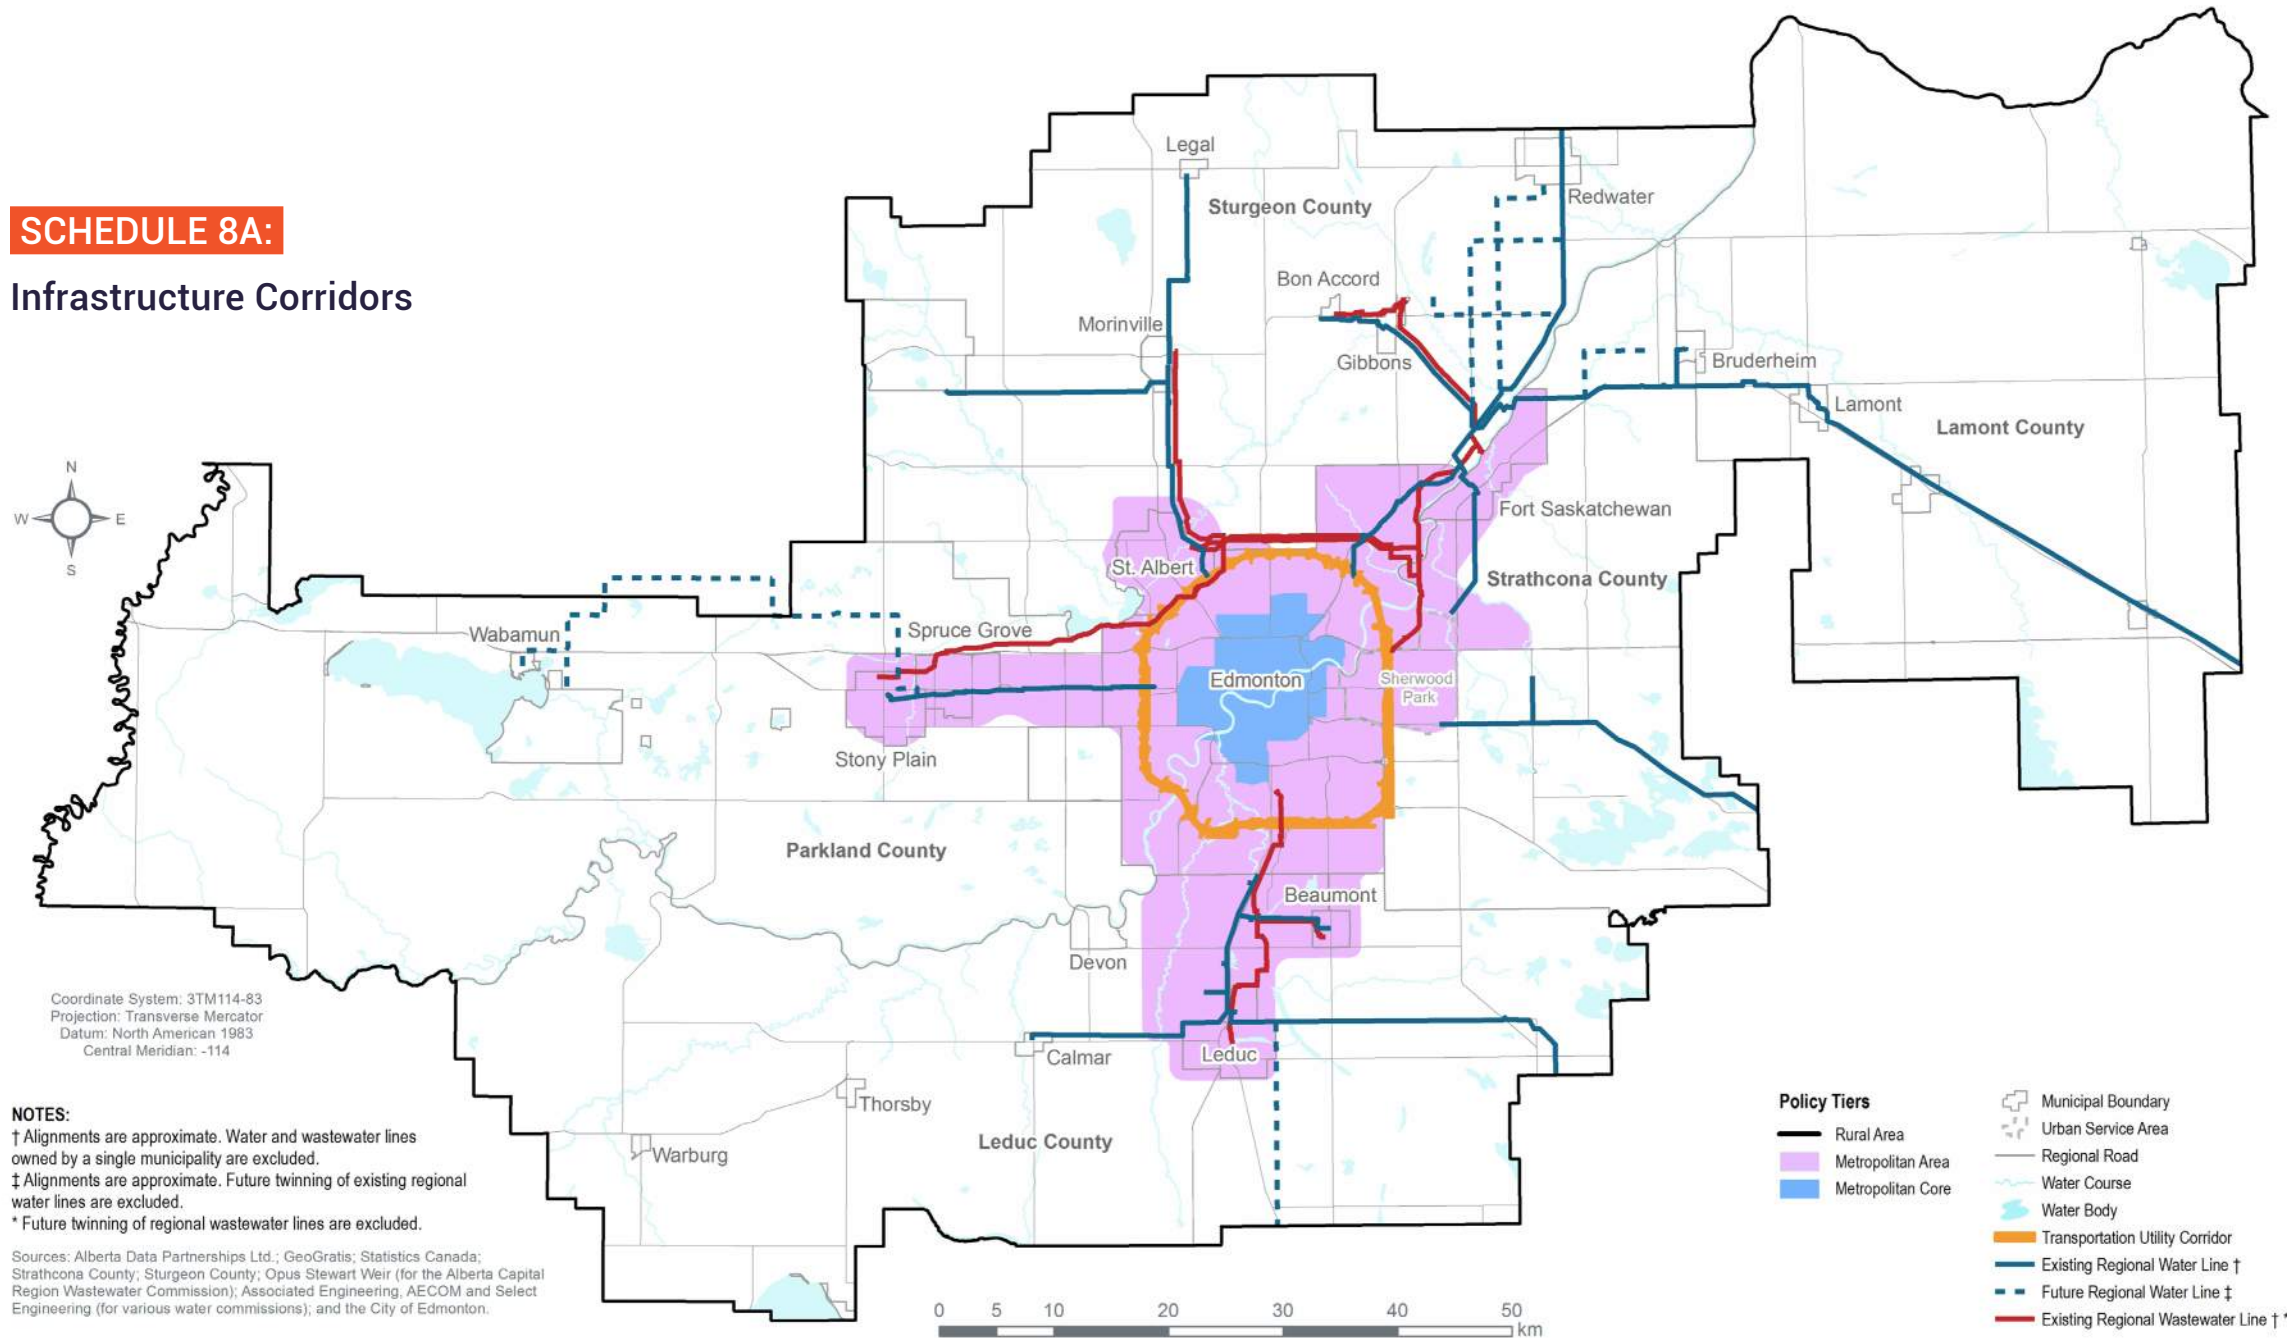 SCHEDULE 8A:
Infrastructure Corridors
Legal
Sturgeon County
Redwater
Bon Accord
Morinville
Gibbons
Bruderheim
Lamont
Lamont County
N
W E
S
Fort Saskatchewan
St. Albert
Strathcona County
Wabamun
Spruce Grove
Edmonton
Sherwood
Park
Stony Plain
Parkland County
Beaumont
Devon
Calmar
Leduc
Thorsby
Leduc County
Warburg
Coordinate System: 3TM114-83
Projection: Transverse Mercator
Datum: North American 1983
Central Meridian: -114
NOTES:
† Alignments are approximate. Water and wastewater lines
owned by a single municipality are excluded.
‡ Alignments are approximate. Future twinning of existing regional
water lines are excluded.
* Future twinning of regional wastewater lines are excluded.
Sources: Alberta Data Partnerships Ltd.; GeoGratis; Statistics Canada;
Strathcona County; Sturgeon County; Opus Stewart Weir (for the Alberta Capital
Region Wastewater Commission); Associated Engineering, AECOM and Select
Engineering (for various water commissions); and the City of Edmonton.
0 5 10 20 30 40 50
km
Policy Tiers
Rural Area
Metropolitan Area
Metropolitan Core
Municipal Boundary
Urban Service Area
Regional Road
Water Course
Water Body
Transportation Utility Corridor
Existing Regional Water Line †
Future Regional Water Line ‡
Existing Regional Wastewater Line † *